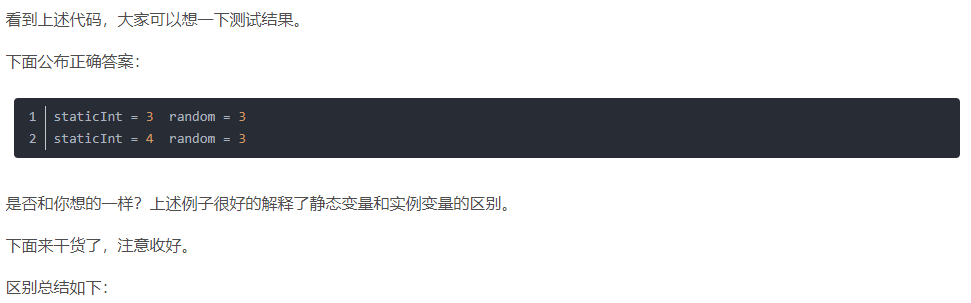 看到上述代码，大家可以想一下测试结果。
下面公布正确答案：
1 staticInt = 3  random = 3
2 staticInt = 4  random = 3
是否和你想的一样？上述例子很好的解释了静态变量和实例变量的区别。
下面来干货了，注意收好。
区别总结如下：